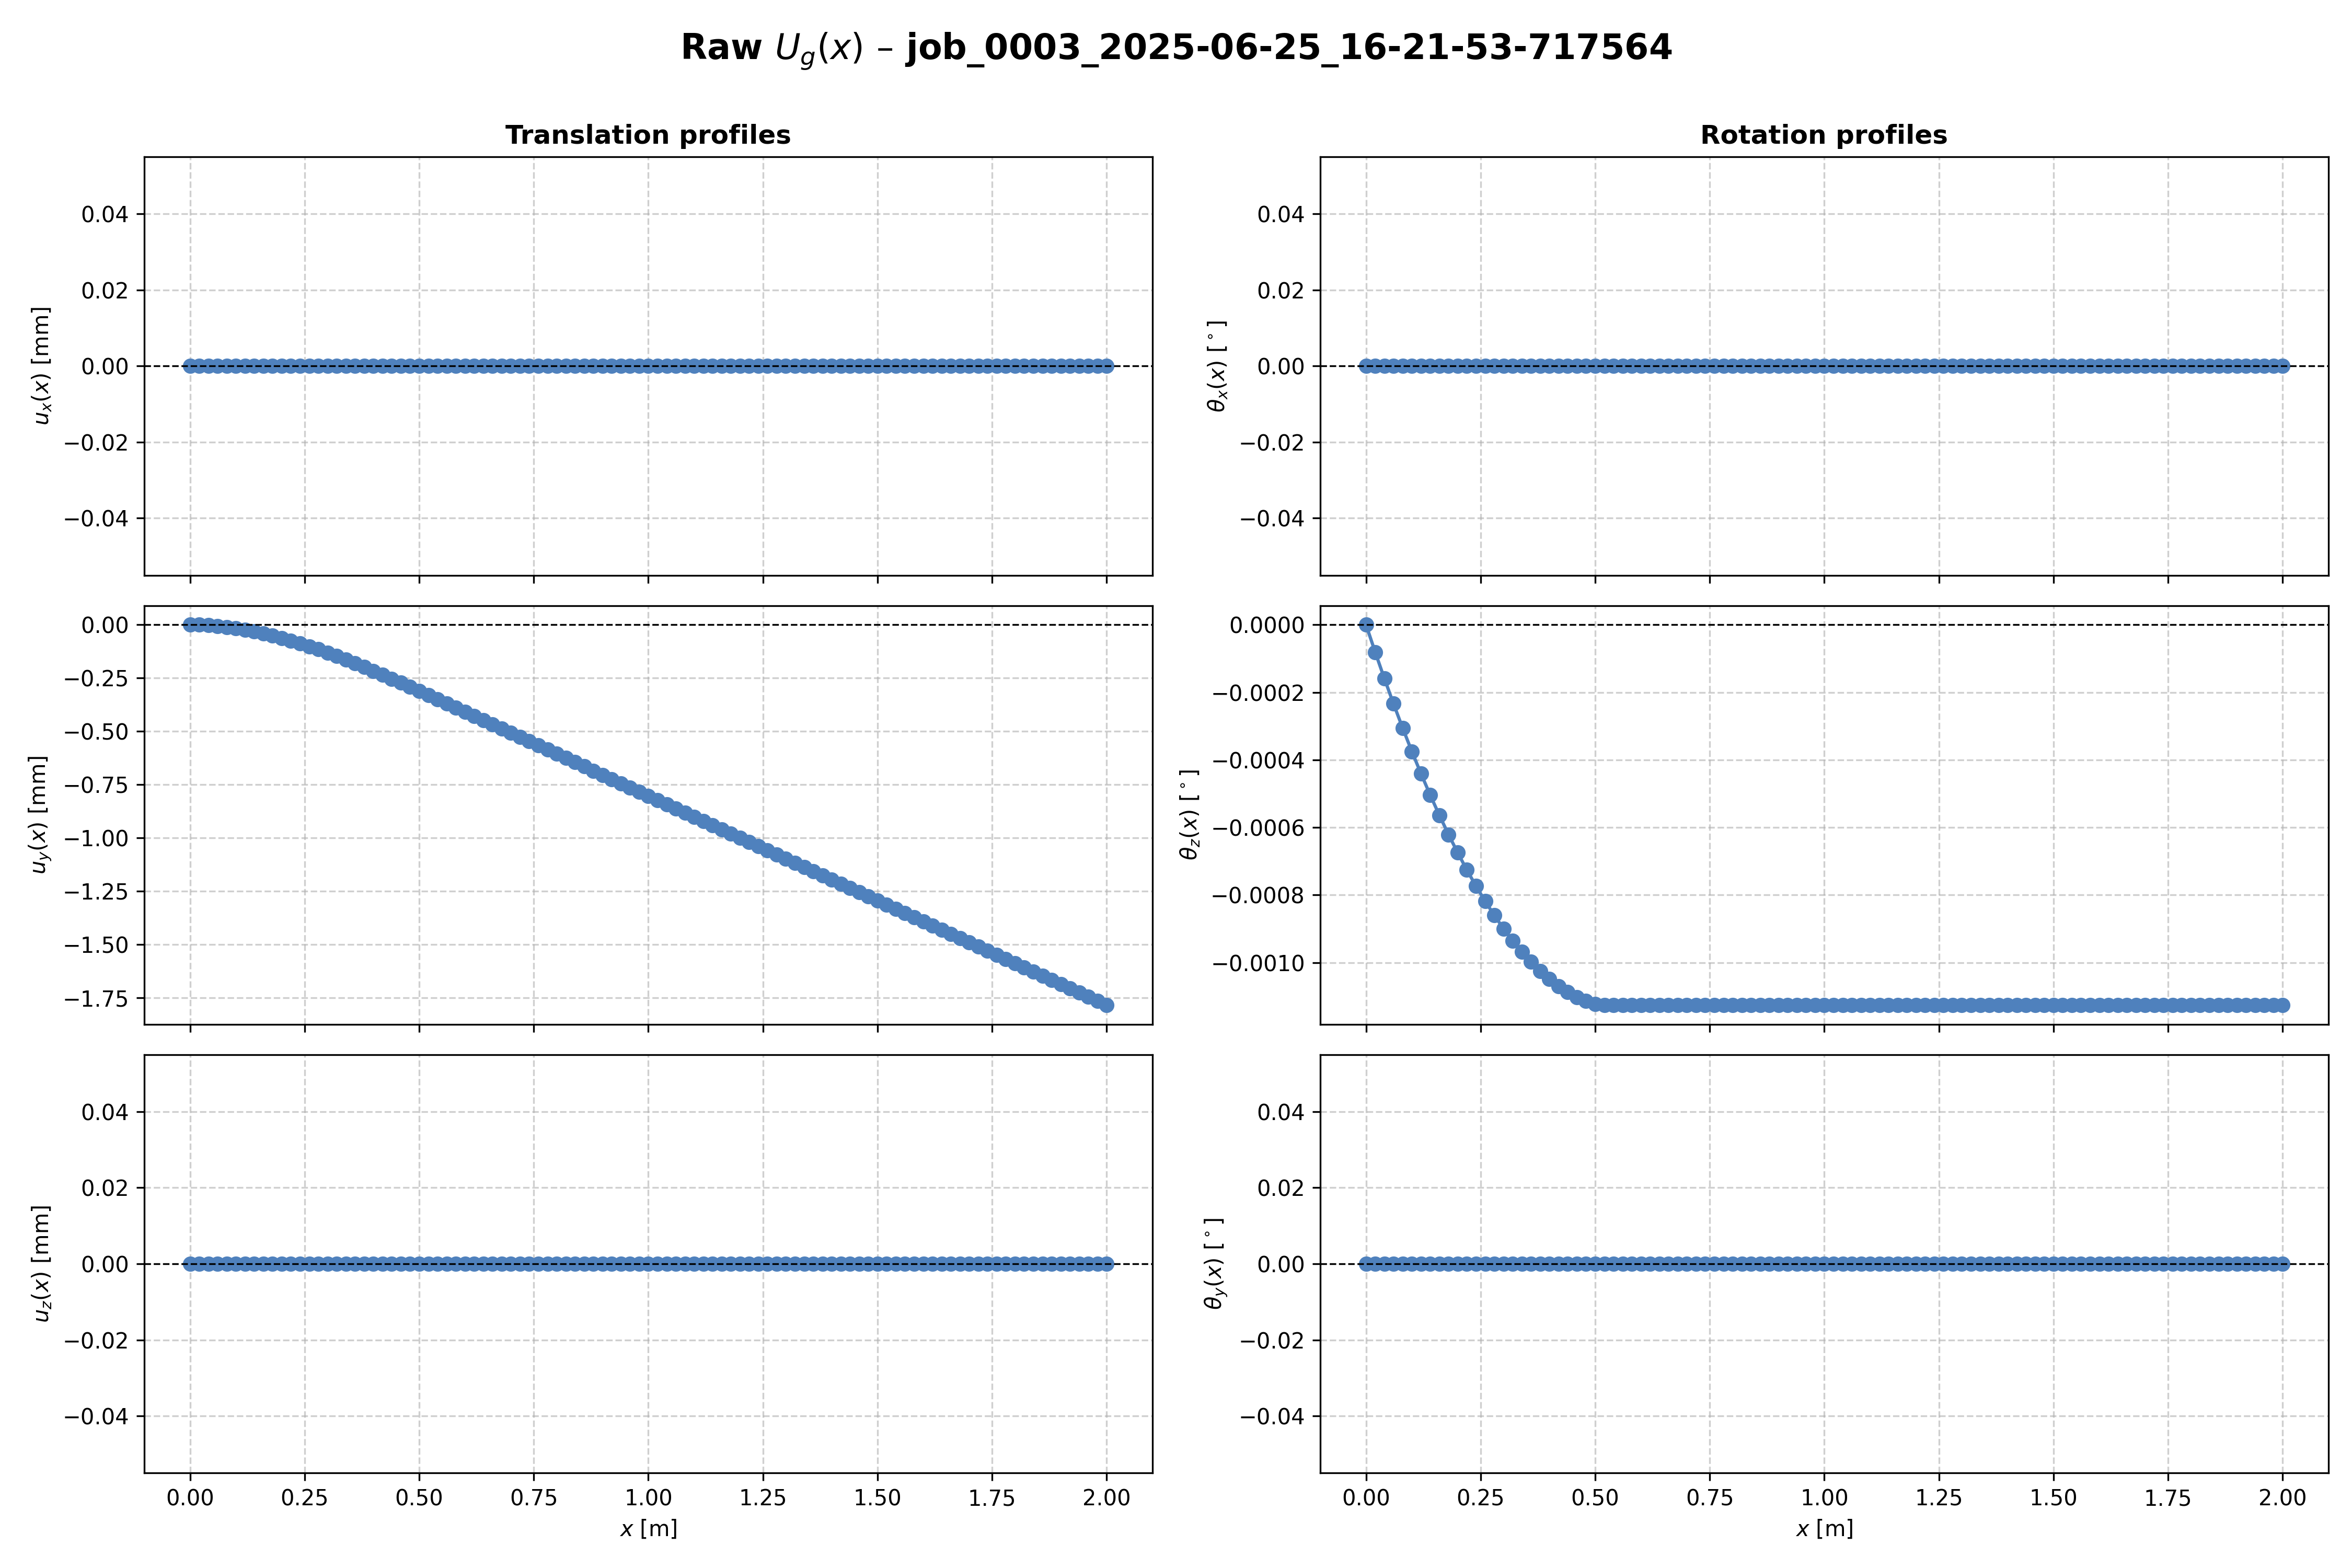 Raw U_g(x) – job_0003_2025-06-25_16-21-53-717564
Translation profiles
Rotation profiles
u_x(x) [mm]
0.04
0.02
0.00
−0.02
−0.04
θ_x(x) [°]
0.04
0.02
0.00
−0.02
−0.04
u_y(x) [mm]
0.00
−0.25
−0.50
−0.75
−1.00
−1.25
−1.50
−1.75
θ_z(x) [°]
0.0000
−0.0002
−0.0004
−0.0006
−0.0008
−0.0010
u_z(x) [mm]
0.04
0.02
0.00
−0.02
−0.04
0.00 0.25 0.50 0.75 1.00 1.25 1.50 1.75 2.00
x [m]
θ_y(x) [°]
0.04
0.02
0.00
−0.02
−0.04
0.00 0.25 0.50 0.75 1.00 1.25 1.50 1.75 2.00
x [m]